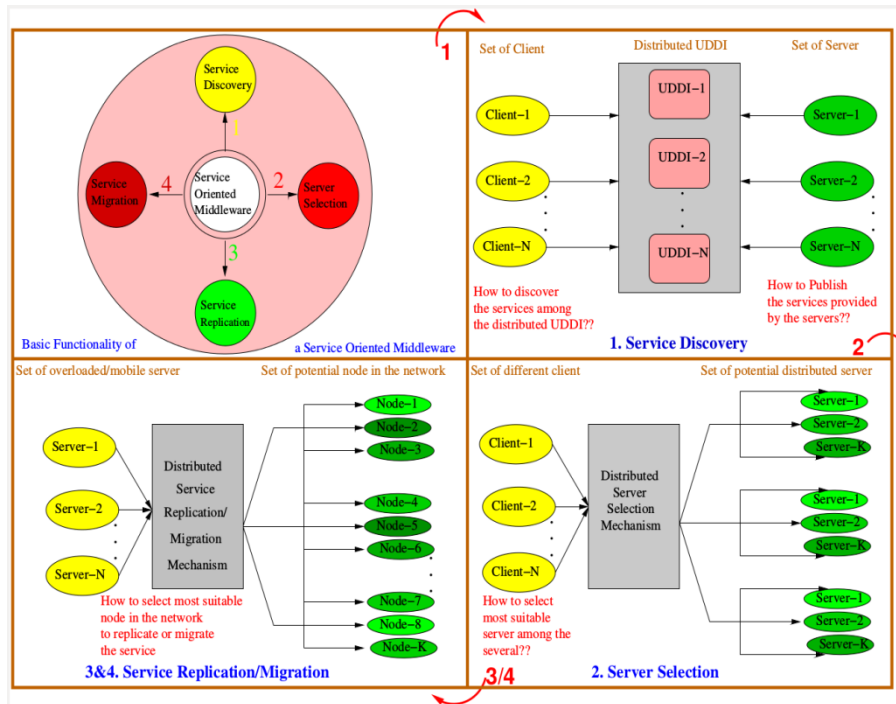 1
Service
Discovery
1
Service
Migration
4
Service
Oriented
Middleware
2
Server
Selection
3
Service
Replication
Basic Functionality of
a Service Oriented Middleware
Set of Client
Distributed UDDI
Set of Server
UDDI-1
Client-1
Server-1
UDDI-2
Client-2
Server-2
Client-N
UDDI-N
Server-N
How to discover
the services among
the distributed UDDI??
How to Publish
the services provided
by the servers??
1. Service Discovery
2
Set of overloaded/mobile server
Set of potential node in the network
Server-1
Server-2
Server-N
Distributed
Service
Replication/
Migration
Mechanism
Node-1
Node-2
Node-3
Node-4
Node-5
Node-6
Node-7
Node-8
Node-K
How to select most suitable
node in the network
to replicate or migrate
the service
3&4. Service Replication/Migration
Set of different client
Set of potential distributed server
Client-1
Client-2
Client-N
Distributed
Server
Selection
Mechanism
Server-1
Server-2
Server-K
Server-1
Server-2
Server-K
Server-1
Server-2
Server-K
How to select
most suitable
server among the
several??
2. Server Selection
3/4